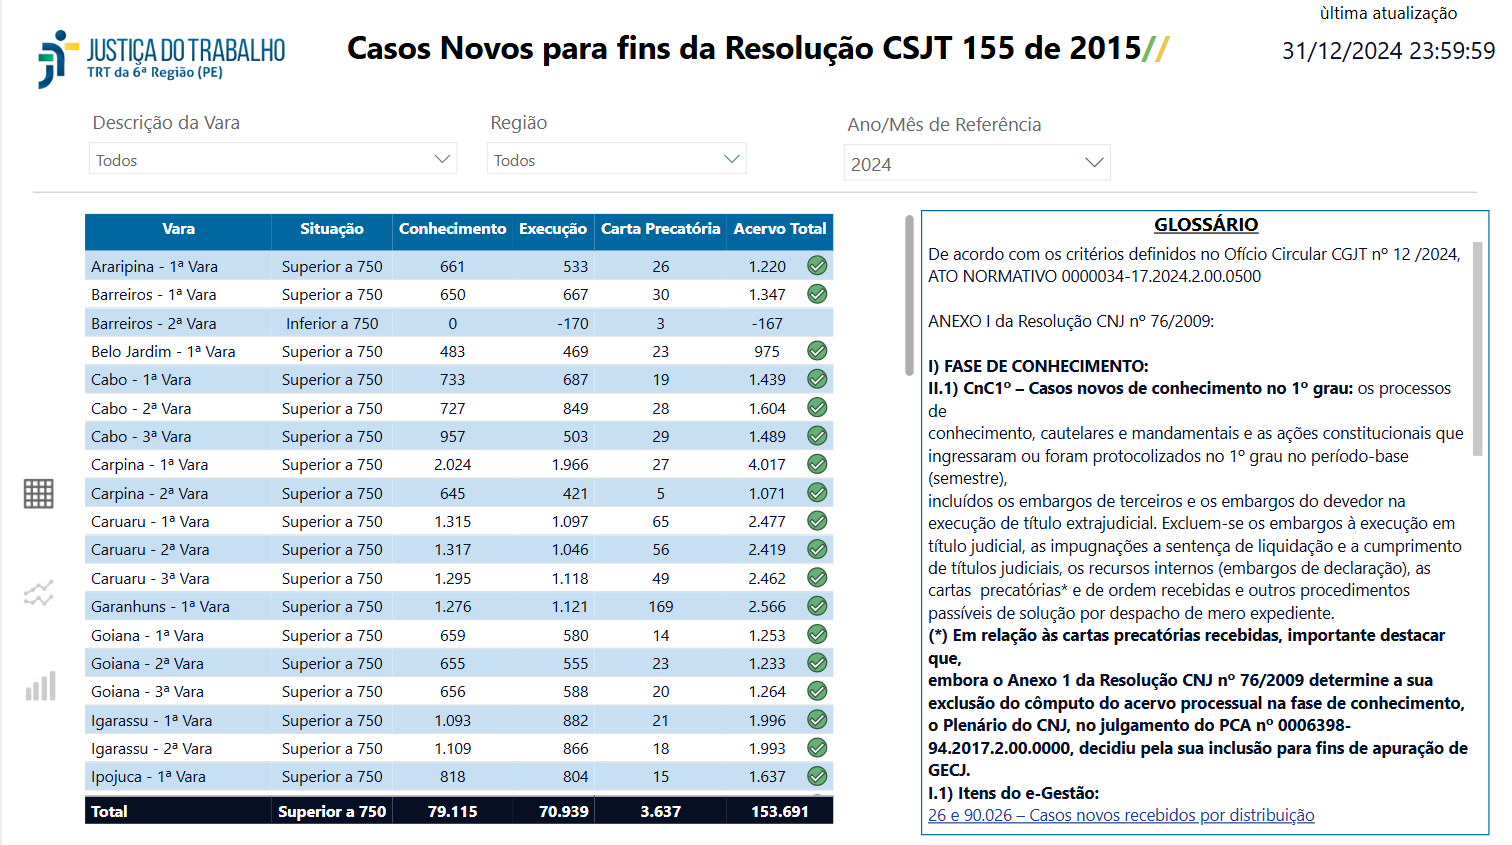 ùltima atualização
JUSTIÇA DO TRABALHO
TRT da 6ª Região (PE)
Casos Novos para fins da Resolução CSJT 155 de 2015//
31/12/2024 23:59:59
Descrição da Vara
Região
Ano/Mês de Referência
Todos
Todos
2024
Vara Situação Conhecimento Execução Carta Precatória Acervo Total
Araripina - 1ª Vara Superior a 750 661 533 26 1.220
Barreiros - 1ª Vara Superior a 750 650 667 30 1.347
Barreiros - 2ª Vara Inferior a 750 0 -170 3 -167
Belo Jardim - 1ª Vara Superior a 750 483 469 23 975
Cabo - 1ª Vara Superior a 750 733 687 19 1.439
Cabo - 2ª Vara Superior a 750 727 849 28 1.604
Cabo - 3ª Vara Superior a 750 957 503 29 1.489
Carpina - 1ª Vara Superior a 750 2.024 1.966 27 4.017
Carpina - 2ª Vara Superior a 750 645 421 5 1.071
Caruaru - 1ª Vara Superior a 750 1.315 1.097 65 2.477
Caruaru - 2ª Vara Superior a 750 1.317 1.046 56 2.419
Caruaru - 3ª Vara Superior a 750 1.295 1.118 49 2.462
Garanhuns - 1ª Vara Superior a 750 1.276 1.121 169 2.566
Goiana - 1ª Vara Superior a 750 659 580 14 1.253
Goiana - 2ª Vara Superior a 750 655 555 23 1.233
Goiana - 3ª Vara Superior a 750 656 588 20 1.264
Igarassu - 1ª Vara Superior a 750 1.093 882 21 1.996
Igarassu - 2ª Vara Superior a 750 1.109 866 18 1.993
Ipojuca - 1ª Vara Superior a 750 818 804 15 1.637
Total Superior a 750 79.115 70.939 3.637 153.691
GLOSSÁRIO
De acordo com os critérios definidos no Ofício Circular CGJT nº 12 /2024,
ATO NORMATIVO 0000034-17.2024.2.00.0500
ANEXO I da Resolução CNJ nº 76/2009:
I) FASE DE CONHECIMENTO:
II.1) CnC1º – Casos novos de conhecimento no 1º grau: os processos
de
conhecimento, cautelares e mandamentais e as ações constitucionais que
ingressaram ou foram protocolizados no 1º grau no período-base
(semestre),
incluídos os embargos de terceiros e os embargos do devedor na
execução de título extrajudicial. Excluem-se os embargos à execução em
título judicial, as impugnações a sentença de liquidação e a cumprimento
de títulos judiciais, os recursos internos (embargos de declaração), as
cartas  precatórias* e de ordem recebidas e outros procedimentos
passíveis de solução por despacho de mero expediente.
(*) Em relação às cartas precatórias recebidas, importante destacar
que,
embora o Anexo 1 da Resolução CNJ nº 76/2009 determine a sua
exclusão do cômputo do acervo processual na fase de conhecimento,
o Plenário do CNJ, no julgamento do PCA nº 0006398-
94.2017.2.00.0000, decidiu pela sua inclusão para fins de apuração de
GECJ.
I.1) Itens do e-Gestão:
26 e 90.026 – Casos novos recebidos por distribuição